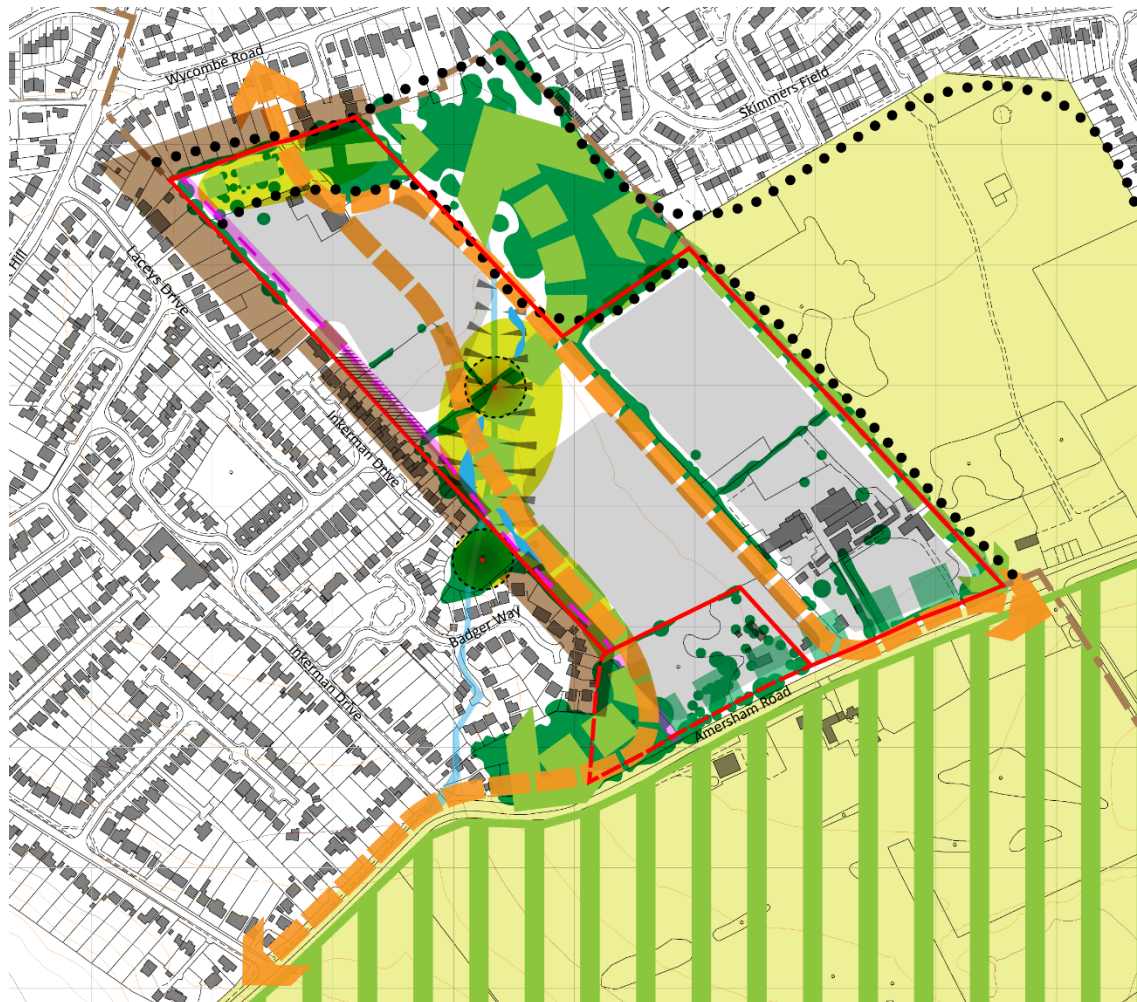 Wycombe Road
Skimmers Field
Hill
Laceys Drive
Inkerman Drive
Badger Way
Inkerman Drive
Amersham Road